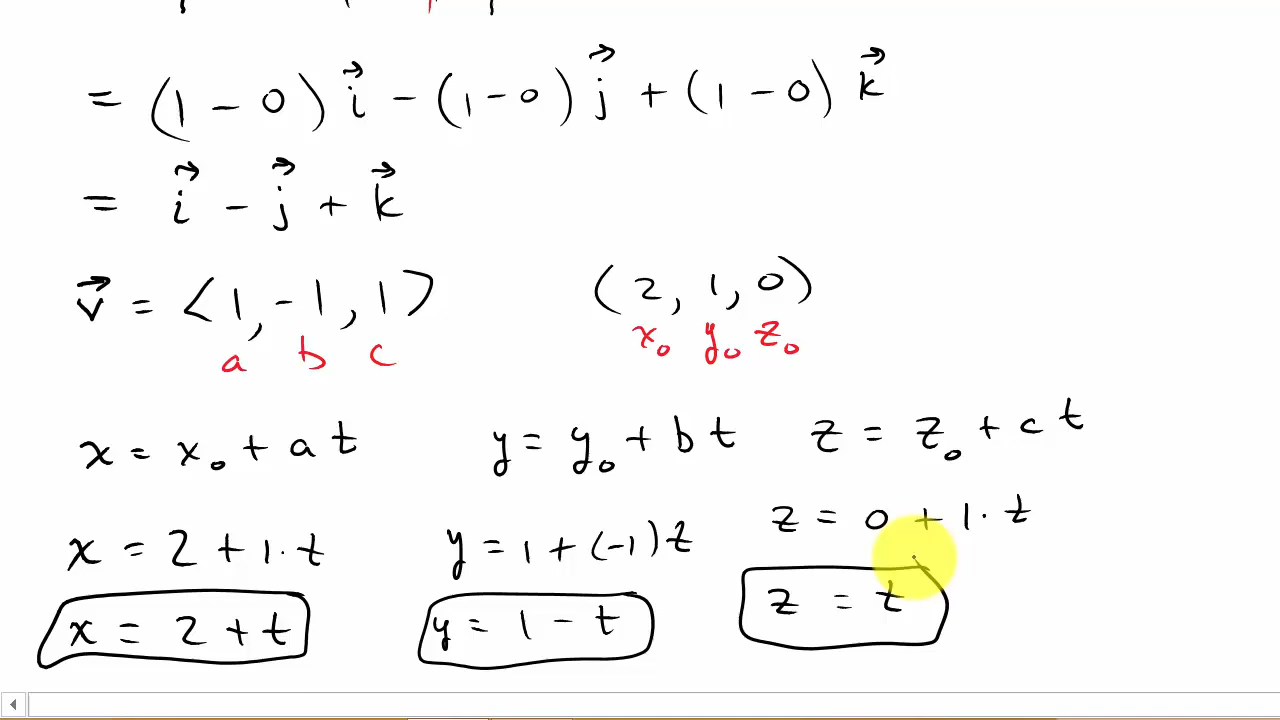 = (1 - 0) i⃗ - (1 - 0) j⃗ + (1 - 0) k⃗
= i⃗ - j⃗ + k⃗
v⃗ = <1, -1, 1> (2, 1, 0)
a b c x₀ y₀ z₀
x = x₀ + a t y = y₀ + b t z = z₀ + c t
x = 2 + 1·t y = 1 + (-1)t z = 0 + 1·t
x = 2 + t y = 1 - t z = t